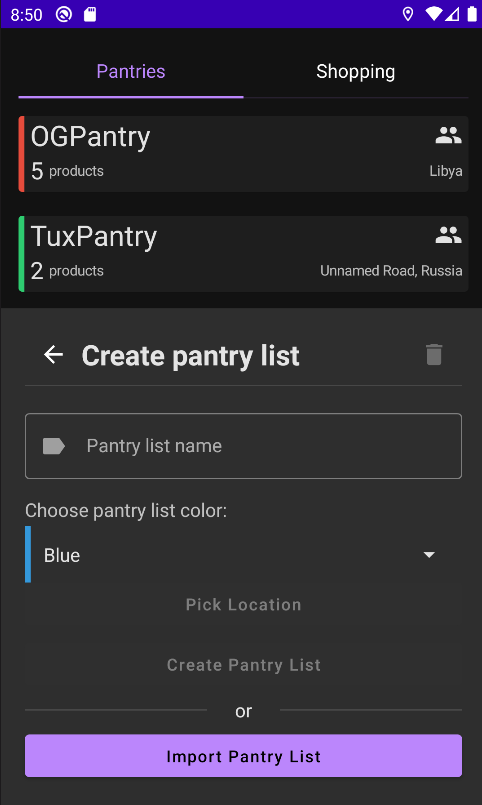 8:50
Pantries
Shopping
OGPantry
5 products
Libya
TuxPantry
2 products
Unnamed Road, Russia
Create pantry list
Pantry list name
Choose pantry list color:
Blue
Pick Location
Create Pantry List
or
Import Pantry List